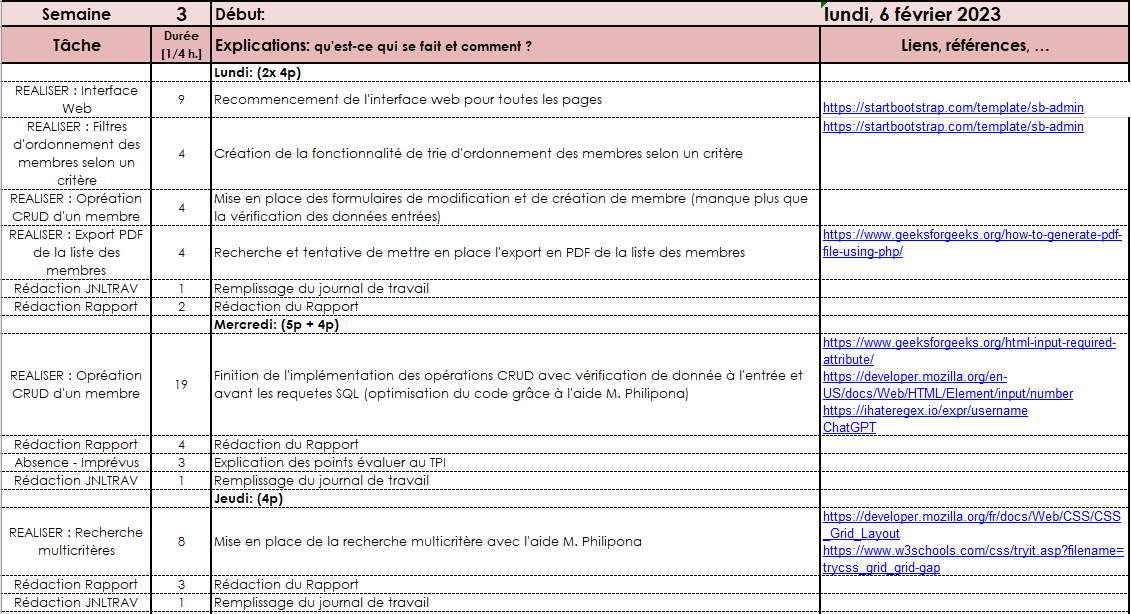 Semaine 3 Début: lundi, 6 février 2023
Tâche Durée [1/4 h.] Explications: qu'est-ce qui se fait et comment ? Liens, références, …
Lundi: (2x 4p)
REALISER : Interface
Web
9
Recommencement de l'interface web pour toutes les pages
https://startbootstrap.com/template/sb-admin
REALISER : Filtres
d'ordonnement des
membres selon un
critère
4
Création de la fonctionnalité de trie d'ordonnement des membres selon un critère
https://startbootstrap.com/template/sb-admin
REALISER : Opréation
CRUD d'un membre
4
Mise en place des formulaires de modification et de création de membre (manque plus que
la vérification des données entrées)
REALISER : Export PDF
de la liste des
membres
4
Recherche et tentative de mettre en place l'export en PDF de la liste des membres
https://www.geeksforgeeks.org/how-to-generate-pdf-
file-using-php/
Rédaction JNLTRAV 1 Remplissage du journal de travail
Rédaction Rapport 2 Rédaction du Rapport
Mercredi: (5p + 4p)
REALISER : Opréation
CRUD d'un membre
19
Finition de l'implémentation des opérations CRUD avec vérification de donnée à l'entrée et
avant les requetes SQL (optimisation du code grâce à l'aide M. Philipona)
https://www.geeksforgeeks.org/html-input-required-
attribute/
https://developer.mozilla.org/en-
US/docs/Web/HTML/Element/input/number
https://ihateregex.io/expr/username
ChatGPT
Rédaction Rapport 4 Rédaction du Rapport
Absence - Imprévus 3 Explication des points évaluer au TPI
Rédaction JNLTRAV 1 Remplissage du journal de travail
Jeudi: (4p)
REALISER : Recherche
multicritères
8
Mise en place de la recherche multicritère avec l'aide M. Philipona
https://developer.mozilla.org/fr/docs/Web/CSS/CSS
_Grid_Layout
https://www.w3schools.com/css/tryit.asp?filename=
trycss_grid_grid-gap
Rédaction Rapport 3 Rédaction du Rapport
Rédaction JNLTRAV 1 Remplissage du journal de travail